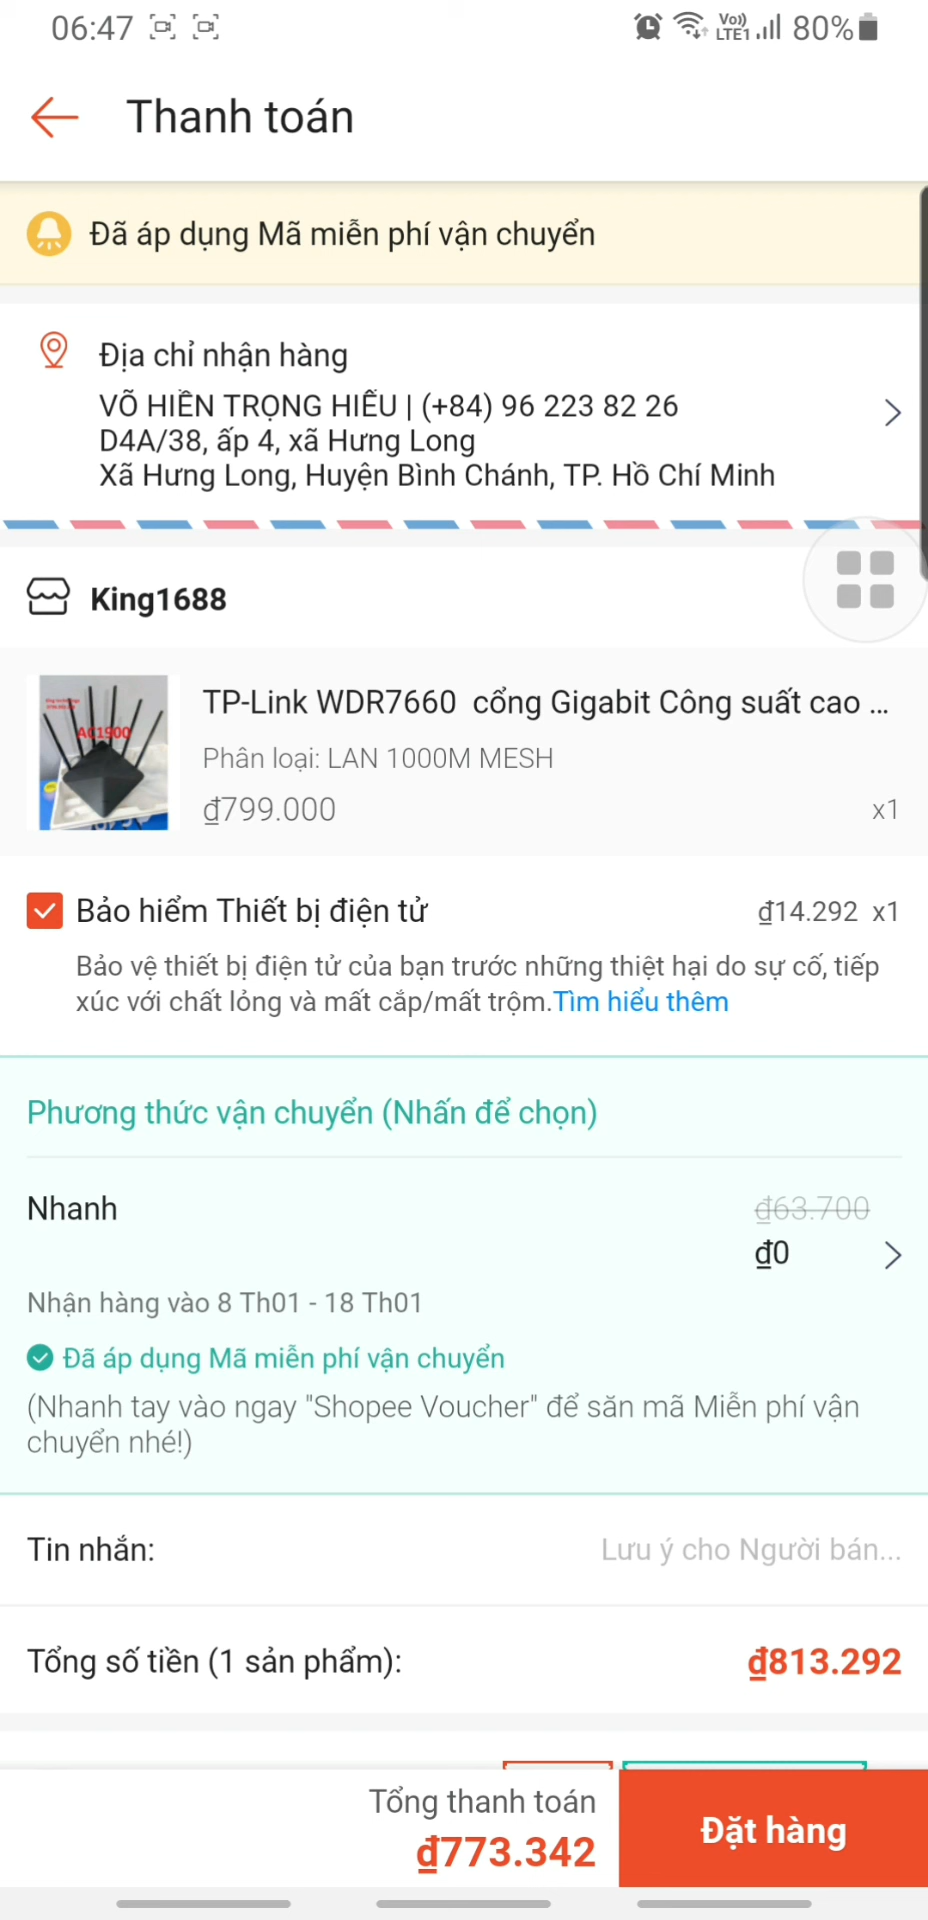 06:47
Vo))
LTE1
80%
Thanh toán
Đã áp dụng Mã miễn phí vận chuyển
Địa chỉ nhận hàng
VÕ HIỀN TRỌNG HIẾU | (+84) 96 223 82 26
D4A/38, ấp 4, xã Hưng Long
Xã Hưng Long, Huyện Bình Chánh, TP. Hồ Chí Minh
King1688
AC1900
TP-Link WDR7660 cổng Gigabit Công suất cao ...
Phân loại: LAN 1000M MESH
₫799.000
x1
Bảo hiểm Thiết bị điện tử
₫14.292 x1
Bảo vệ thiết bị điện tử của bạn trước những thiệt hại do sự cố, tiếp
xúc với chất lỏng và mất cắp/mất trộm.Tìm hiểu thêm
Phương thức vận chuyển (Nhấn để chọn)
Nhanh
₫63.700
₫0
Nhận hàng vào 8 Th01 - 18 Th01
Đã áp dụng Mã miễn phí vận chuyển
(Nhanh tay vào ngay "Shopee Voucher" để săn mã Miễn phí vận
chuyển nhé!)
Tin nhắn:
Lưu ý cho Người bán...
Tổng số tiền (1 sản phẩm):
₫813.292
Tổng thanh toán
₫773.342
Đặt hàng